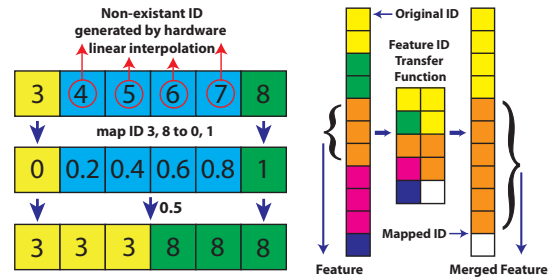 Non-existant ID
generated by hardware
linear interpolation
3 4 5 6 7 8
map ID 3, 8 to 0, 1
0 0.2 0.4 0.6 0.8 1
0.5
3 3 3 8 8 8
Original ID
Feature ID
Transfer
Function
Mapped ID
Feature
Merged Feature